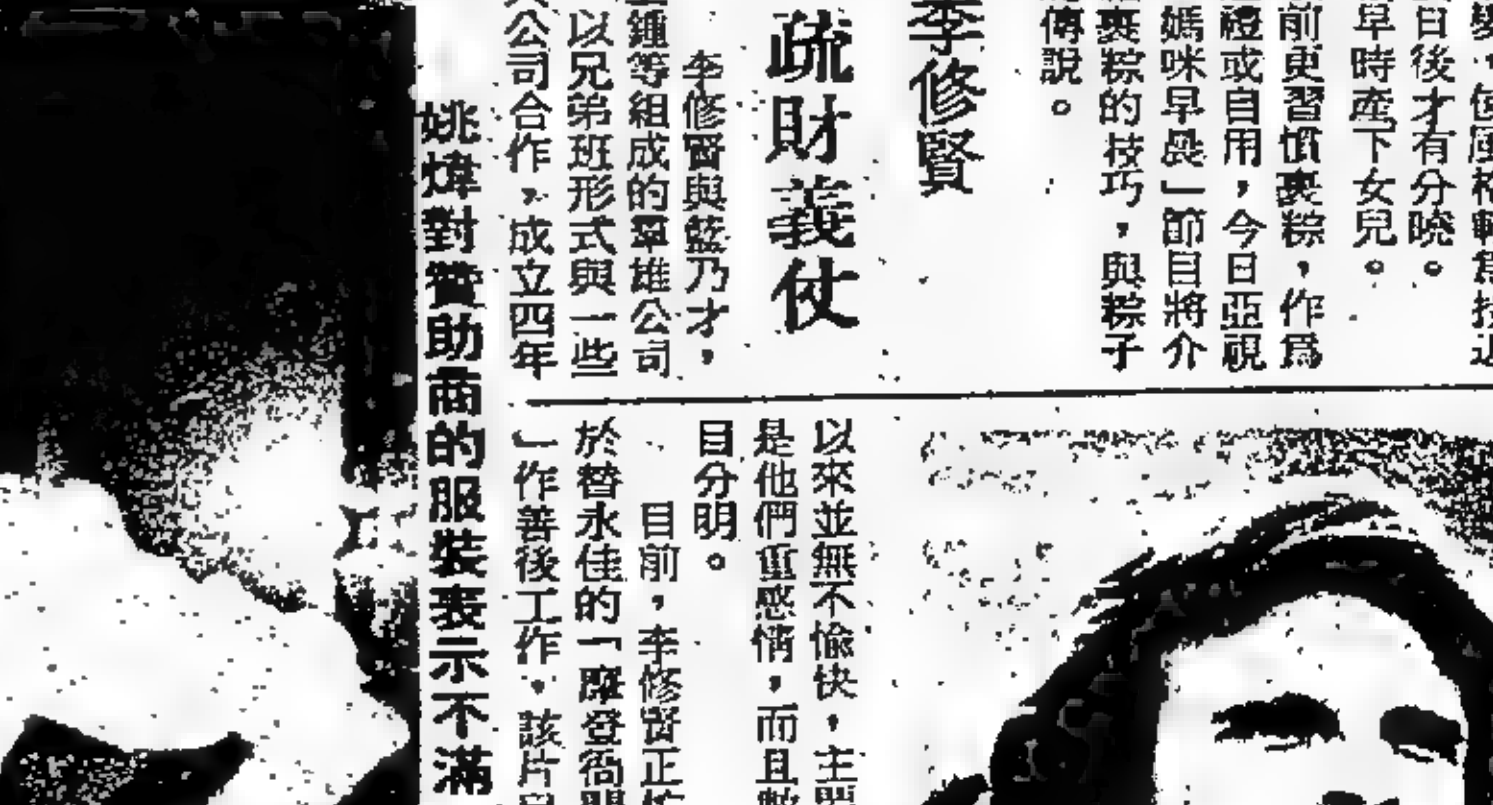 日後才有分曉。
早時產下女兒。
前更習慣裹粽，作爲
禮或自用，今日亞視
媽咪早晨」節目將介
裹粽的技巧，與粽子
傳說。
李修賢
疏財義仗
李修賢與藍乃才，
鍾等組成的羣雄公司
以兄弟班形式與一些
公司合作，成立四年
以來並無不愉快，主
是他們重感情，而且數
目分明。
目前，李修賢正忙
於替永佳的「摩登衙門
」作善後工作，該片
姚煒對贊助商的服裝表示不滿